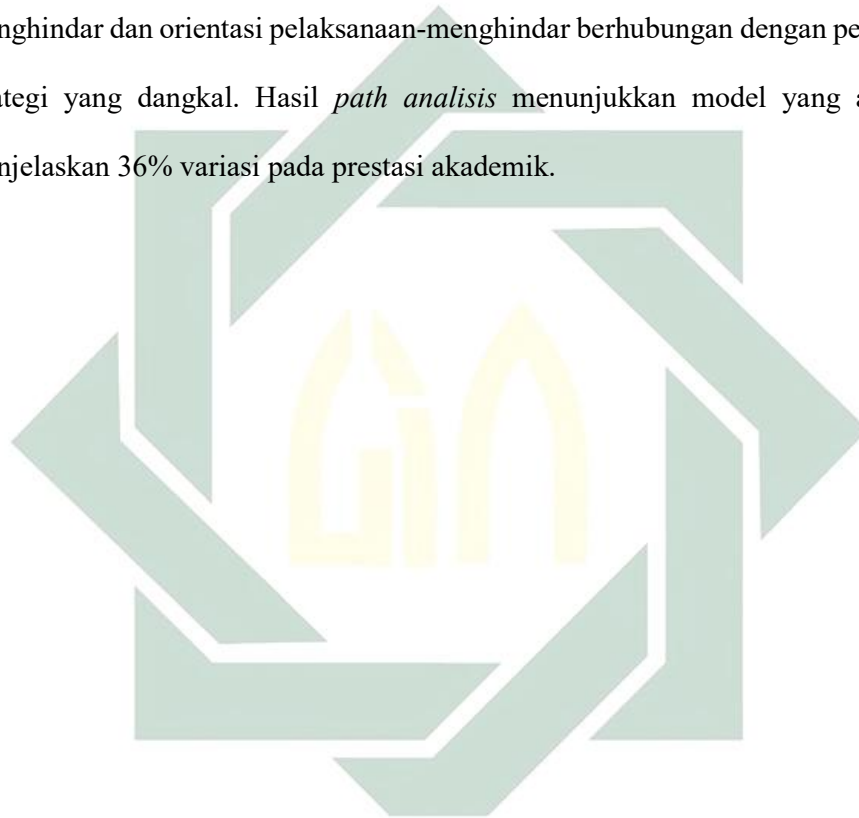 nghindar dan orientasi pelaksanaan-menghindar berhubungan dengan pe
ategi yang dangkal. Hasil path analisis menunjukkan model yang a
njelaskan 36% variasi pada prestasi akademik.